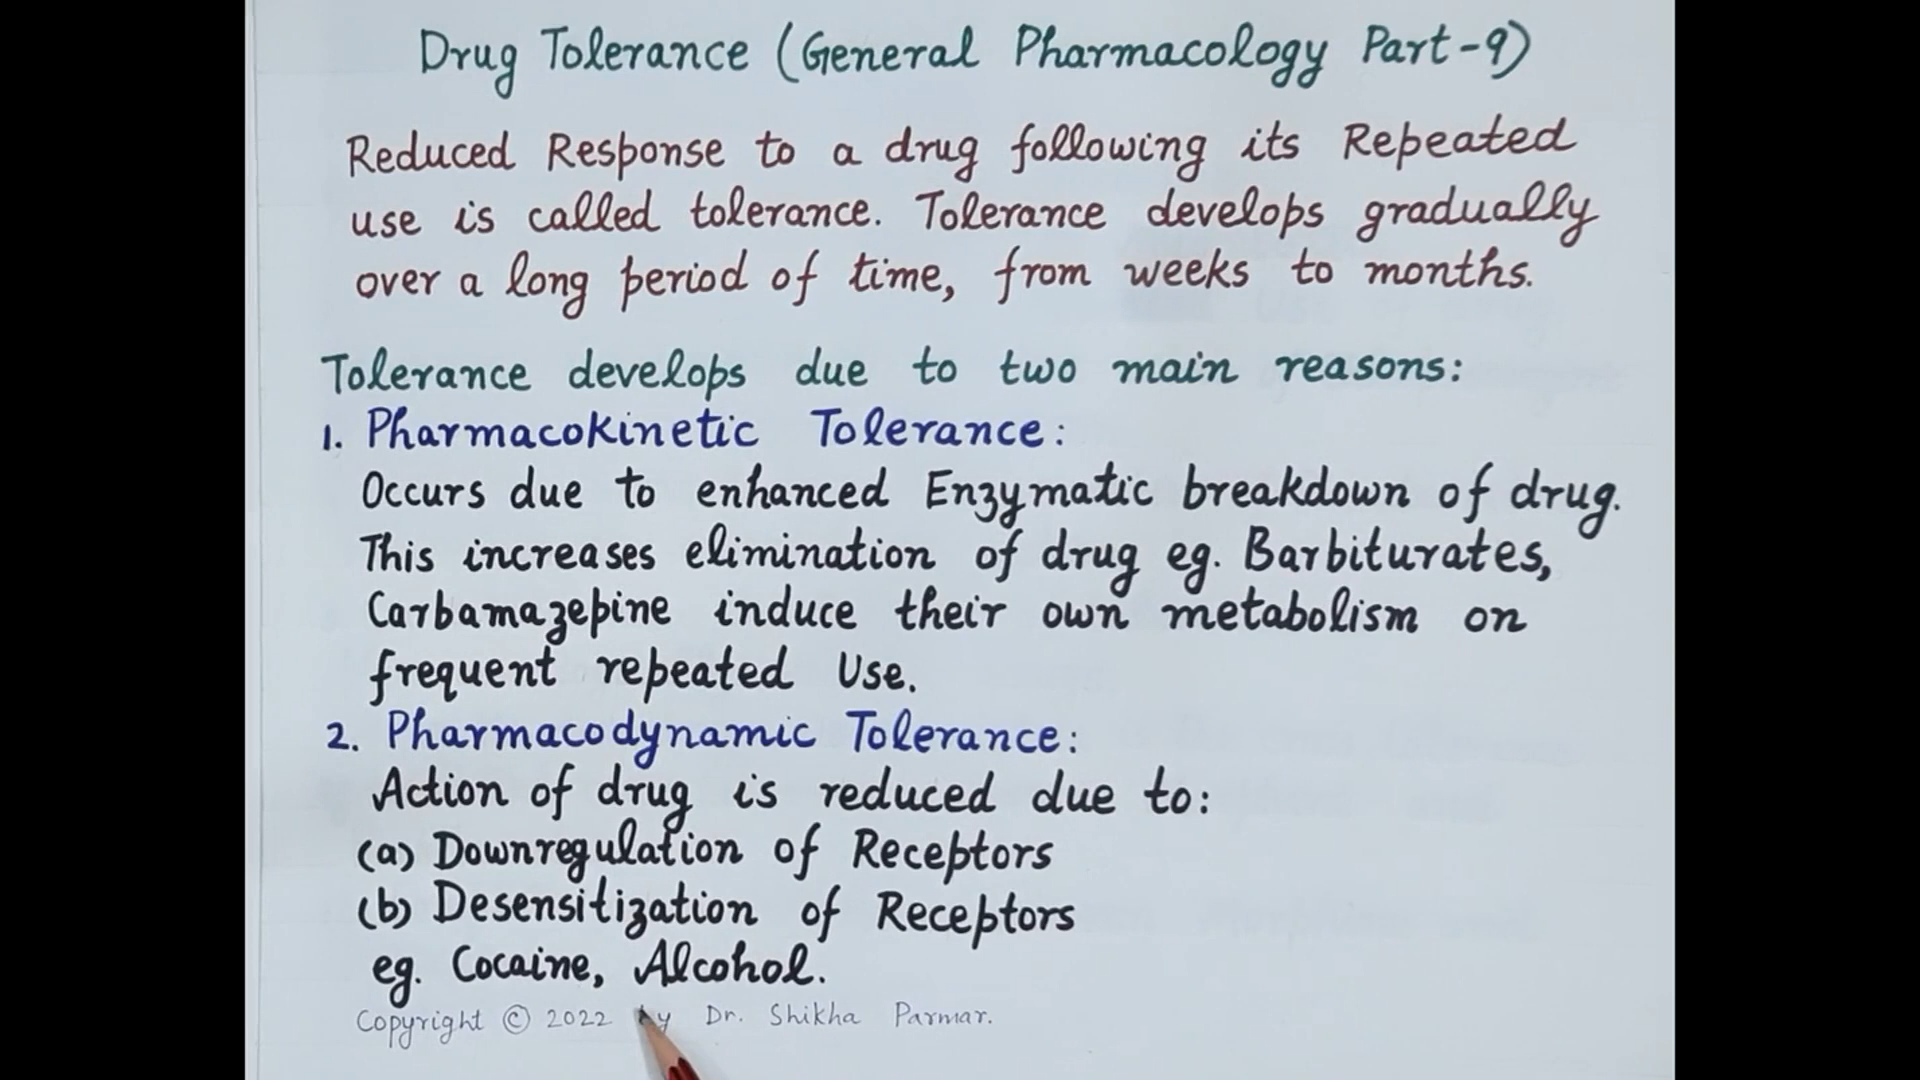 Drug Tolerance (General Pharmacology Part-9)
Reduced Response to a drug following its Repeated
use is called tolerance. Tolerance develops gradually
over a long period of time, from weeks to months.
Tolerance develops due to two main reasons:
1. Pharmacokinetic Tolerance:
Occurs due to enhanced Enzymatic breakdown of drug.
This increases elimination of drug eg. Barbiturates,
Carbamazepine induce their own metabolism on
frequent repeated Use.
2. Pharmacodynamic Tolerance:
Action of drug is reduced due to:
(a) Downregulation of Receptors
(b) Desensitization of Receptors
eg. Cocaine, Alcohol.
Copyright © 2022 by Dr. Shikha Parmar.